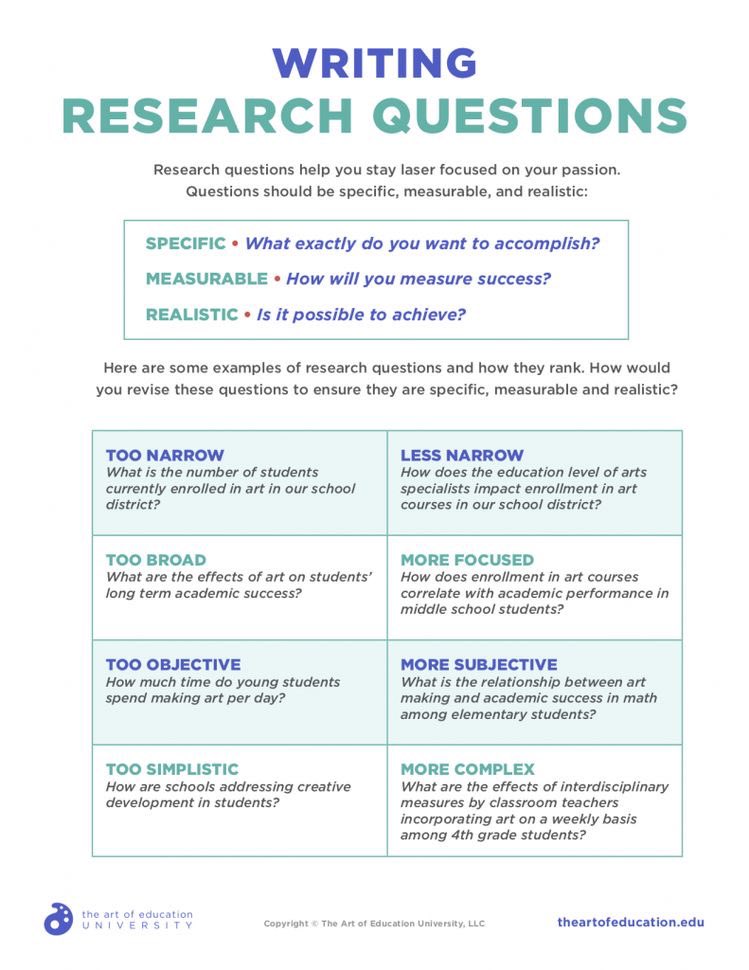 WRITING
RESEARCH QUESTIONS
Research questions help you stay laser focused on your passion.
Questions should be specific, measurable, and realistic:
SPECIFIC • What exactly do you want to accomplish?
MEASURABLE • How will you measure success?
REALISTIC • Is it possible to achieve?
Here are some examples of research questions and how they rank. How would
you revise these questions to ensure they are specific, measurable and realistic?
TOO NARROW
What is the number of students
currently enrolled in art in our school
district?
LESS NARROW
How does the education level of arts
specialists impact enrollment in art
courses in our school district?
TOO BROAD
What are the effects of art on students'
long term academic success?
MORE FOCUSED
How does enrollment in art courses
correlate with academic performance in
middle school students?
TOO OBJECTIVE
How much time do young students
spend making art per day?
MORE SUBJECTIVE
What is the relationship between art
making and academic success in math
among elementary students?
TOO SIMPLISTIC
How are schools addressing creative
development in students?
MORE COMPLEX
What are the effects of interdisciplinary
measures by classroom teachers
incorporating art on a weekly basis
among 4th grade students?
the art of education
UNIVERSITY
Copyright © The Art of Education University, LLC
theartofeducation.edu